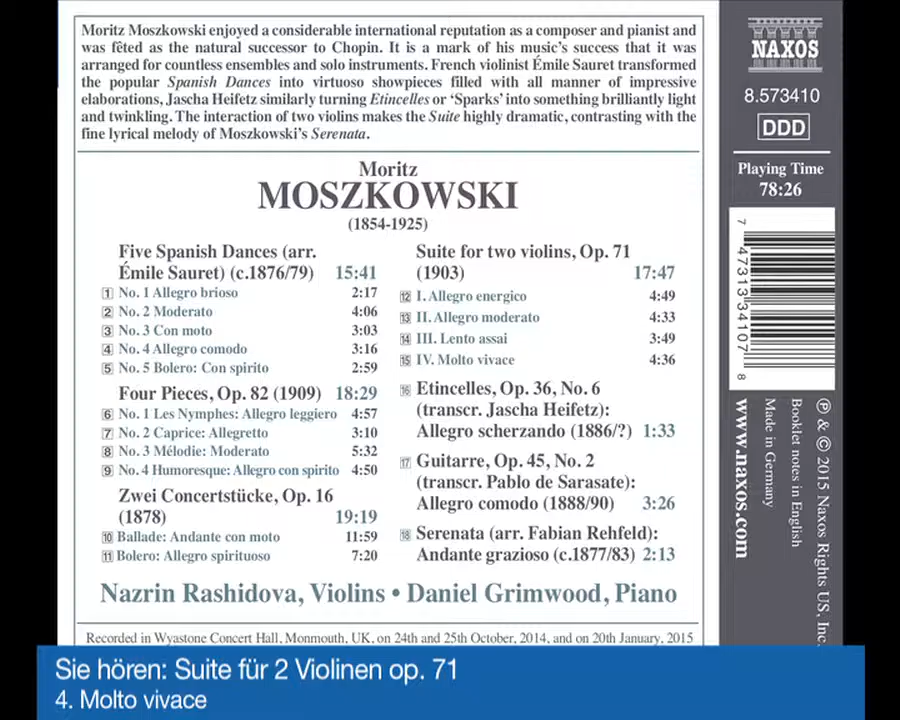 Moritz Moszkowski enjoyed a considerable international reputation as a composer and pianist and
was fêted as the natural successor to Chopin. It is a mark of his music's success that it was
arranged for countless ensembles and solo instruments. French violinist Émile Sauret transformed
the popular Spanish Dances into virtuoso showpieces filled with all manner of impressive
elaborations, Jascha Heifetz similarly turning Etincelles or 'Sparks' into something brilliantly light
and twinkling. The interaction of two violins makes the Suite highly dramatic, contrasting with the
fine lyrical melody of Moszkowski's Serenata.
Moritz
MOSZKOWSKI
(1854-1925)
Five Spanish Dances (arr.
Émile Sauret) (c.1876/79) 15:41
1 No. 1 Allegro brioso 2:17
2 No. 2 Moderato 4:06
3 No. 3 Con moto 3:03
4 No. 4 Allegro comodo 3:16
5 No. 5 Bolero: Con spirito 2:59
Four Pieces, Op. 82 (1909) 18:29
6 No. 1 Les Nymphes: Allegro leggiero 4:57
7 No. 2 Caprice: Allegretto 3:10
8 No. 3 Mélodie: Moderato 5:32
9 No. 4 Humoresque: Allegro con spirito 4:50
Zwei Concertstücke, Op. 16
(1878) 19:19
10 Ballade: Andante con moto 11:59
11 Bolero: Allegro spirituoso 7:20
Suite for two violins, Op. 71
(1903) 17:47
12 I. Allegro energico 4:49
13 II. Allegro moderato 4:33
14 III. Lento assai 3:49
15 IV. Molto vivace 4:36
16 Etincelles, Op. 36, No. 6
(transcr. Jascha Heifetz):
Allegro scherzando (1886/?) 1:33
17 Guitarre, Op. 45, No. 2
(transcr. Pablo de Sarasate):
Allegro comodo (1888/90) 3:26
18 Serenata (arr. Fabian Rehfeld):
Andante grazioso (c.1877/83) 2:13
Nazrin Rashidova, Violins • Daniel Grimwood, Piano
Recorded in Wyastone Concert Hall, Monmouth, UK, on 24th and 25th October, 2014, and on 20th January, 2015
NAXOS
8.573410
DDD
Playing Time
78:26
7 47313 34107 8
℗ & © 2015 Naxos Rights US, Inc.
Booklet notes in English
Made in Germany
www.naxos.com
Sie hören: Suite für 2 Violinen op. 71
4. Molto vivace